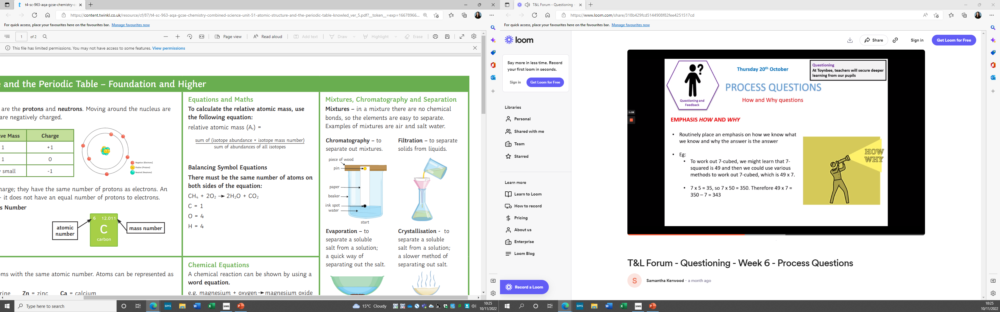 t4-sc-963-aqa-gcse-chemistry-c
https://content.twinkl.co.uk/resource/cf/87/t4-sc-963-aqa-gcse-chemistry-combined-science-unit-51-atomic-structure-and-the-periodic-table-knowled_ver_5.pdf?__token__=exp=16678966...
For quick access, place your favourites here on the favourites bar. Manage favourites now
1 of 2
Page view
Read aloud
Add text
Draw
Highlight
Erase
This file has limited permissions. You may not have access to some features. View permissions
and the Periodic Table – Foundation and Higher
are the protons and neutrons. Moving around the nucleus are
are negatively charged.
ve Mass Charge
1 +1
1 0
small -1
Negative (Electrons)
Positive (Protons)
Neutral (Neutrons)
harge; they have the same number of protons as electrons. An
- it does not have an equal number of protons to electrons.
s Number
atomic
number
6 12.011
C
carbon
mass number
oms with the same atomic number. Atoms can be represented as
rine Zn = zinc Ca = calcium
Equations and Maths
To calculate the relative atomic mass, use
the following equation:
relative atomic mass (Aᵣ) =
sum of (isotope abundance × isotope mass number)
sum of abundances of all isotopes
Balancing Symbol Equations
There must be the same number of atoms on
both sides of the equation:
CH₄ + 2O₂ → 2H₂O + CO₂
C = 1
O = 4
H = 4
Chemical Equations
A chemical reaction can be shown by using a
word equation.
e.g. magnesium + oxygen → magnesium oxide
Mixtures, Chromatography and Separation
Mixtures – in a mixture there are no chemical
bonds, so the elements are easy to separate.
Examples of mixtures are air and salt water.
Chromatography – to
separate out mixtures.
piece of wood
pin
paper
beaker
ink spot
water
start
Filtration – to separate
solids from liquids.
Evaporation – to
separate a soluble
salt from a solution;
a quick way of
separating out the salt.
Crystallisation - to
separate a soluble
salt from a solution;
a slower method of
separating out salt.
Type here to search
SIMS
SIMS
15°C Cloudy
10:25
10/11/2022
T&L Forum - Questioning -
https://www.loom.com/share/318b429fcd5144908f82fee4251517cd
For quick access, place your favourites here on the favourites bar. Manage favourites now
loom
Share
Sign in
Get Loom for Free
Say more in less time. Record
your first loom in seconds.
Sign in
Get Loom for Free
Libraries
Personal
Shared with me
Team
Starred
Learn more
Learn to Loom
How to record
Pricing
About us
Enterprise
Loom Blog
Record a Loom
1:26
Questioning and
Feedback
Thursday 20th October
Questioning
At Toynbee, teachers will secure deeper
learning from our pupils
PROCESS QUESTIONS
How and Why questions
EMPHASIS HOW AND WHY
• Routinely place an emphasis on how we know what
we know and why the answer is the answer
• Eg:
• To work out 7-cubed, we might learn that 7-
squared is 49 and then we could use various
methods to work out 7-cubed, which is 49 x 7.
• 7 x 5 = 35, so 7 x 50 = 350. Therefore 49 x 7 =
350 – 7 = 343
HOW
WHY
T&L Forum - Questioning - Week 6 - Process Questions
S
Samantha Kerwood · a month ago
SIMS
SIMS
10:25
10/11/2022